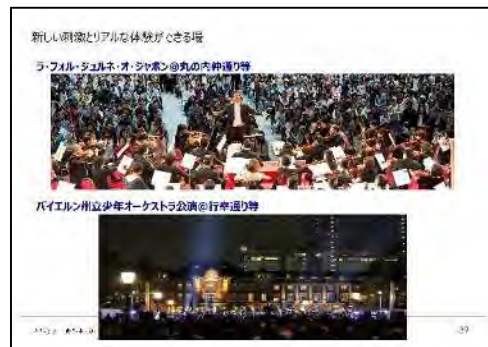 新しい刺激とリアルな体験ができる場
ラ・フォル・ジュルネ・オ・ジャポン@丸の内仲通り等
バイエルン州立少年オーケストラ公演@行幸通り等